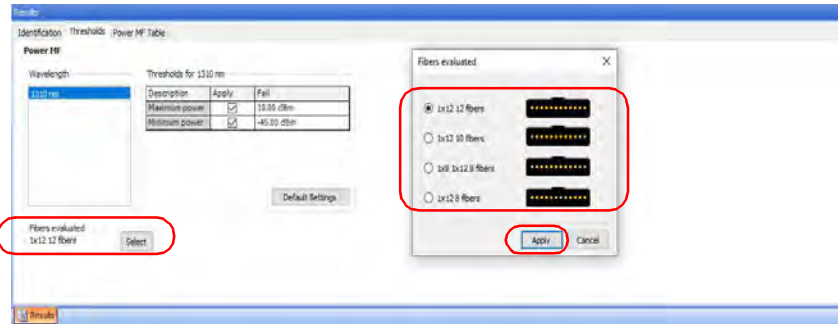 Results
Identification Thresholds Power MF Table
Power MF
Wavelength
1310 nm
Thresholds for 1310 nm
Description Apply Fail
Maximum power 10.00 dBm
Minimum power -45.00 dBm
Default Settings
Fibers evaluated
1x12 12 fibers
Select
Fibers evaluated
1x12 12 fibers
1x12 10 fibers
1x8 1x12 8 fibers
1x12 8 fibers
Apply Cancel
Results